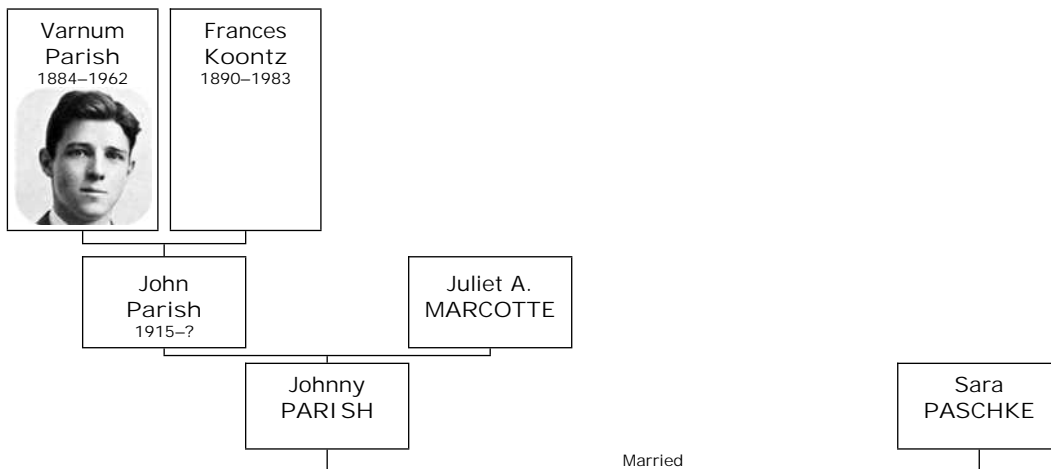 Varnum
Parish
1884–1962
Frances
Koontz
1890–1983
John
Parish
1915–?
Juliet A.
MARCOTTE
Johnny
PARISH
Sara
PASCHKE
Married